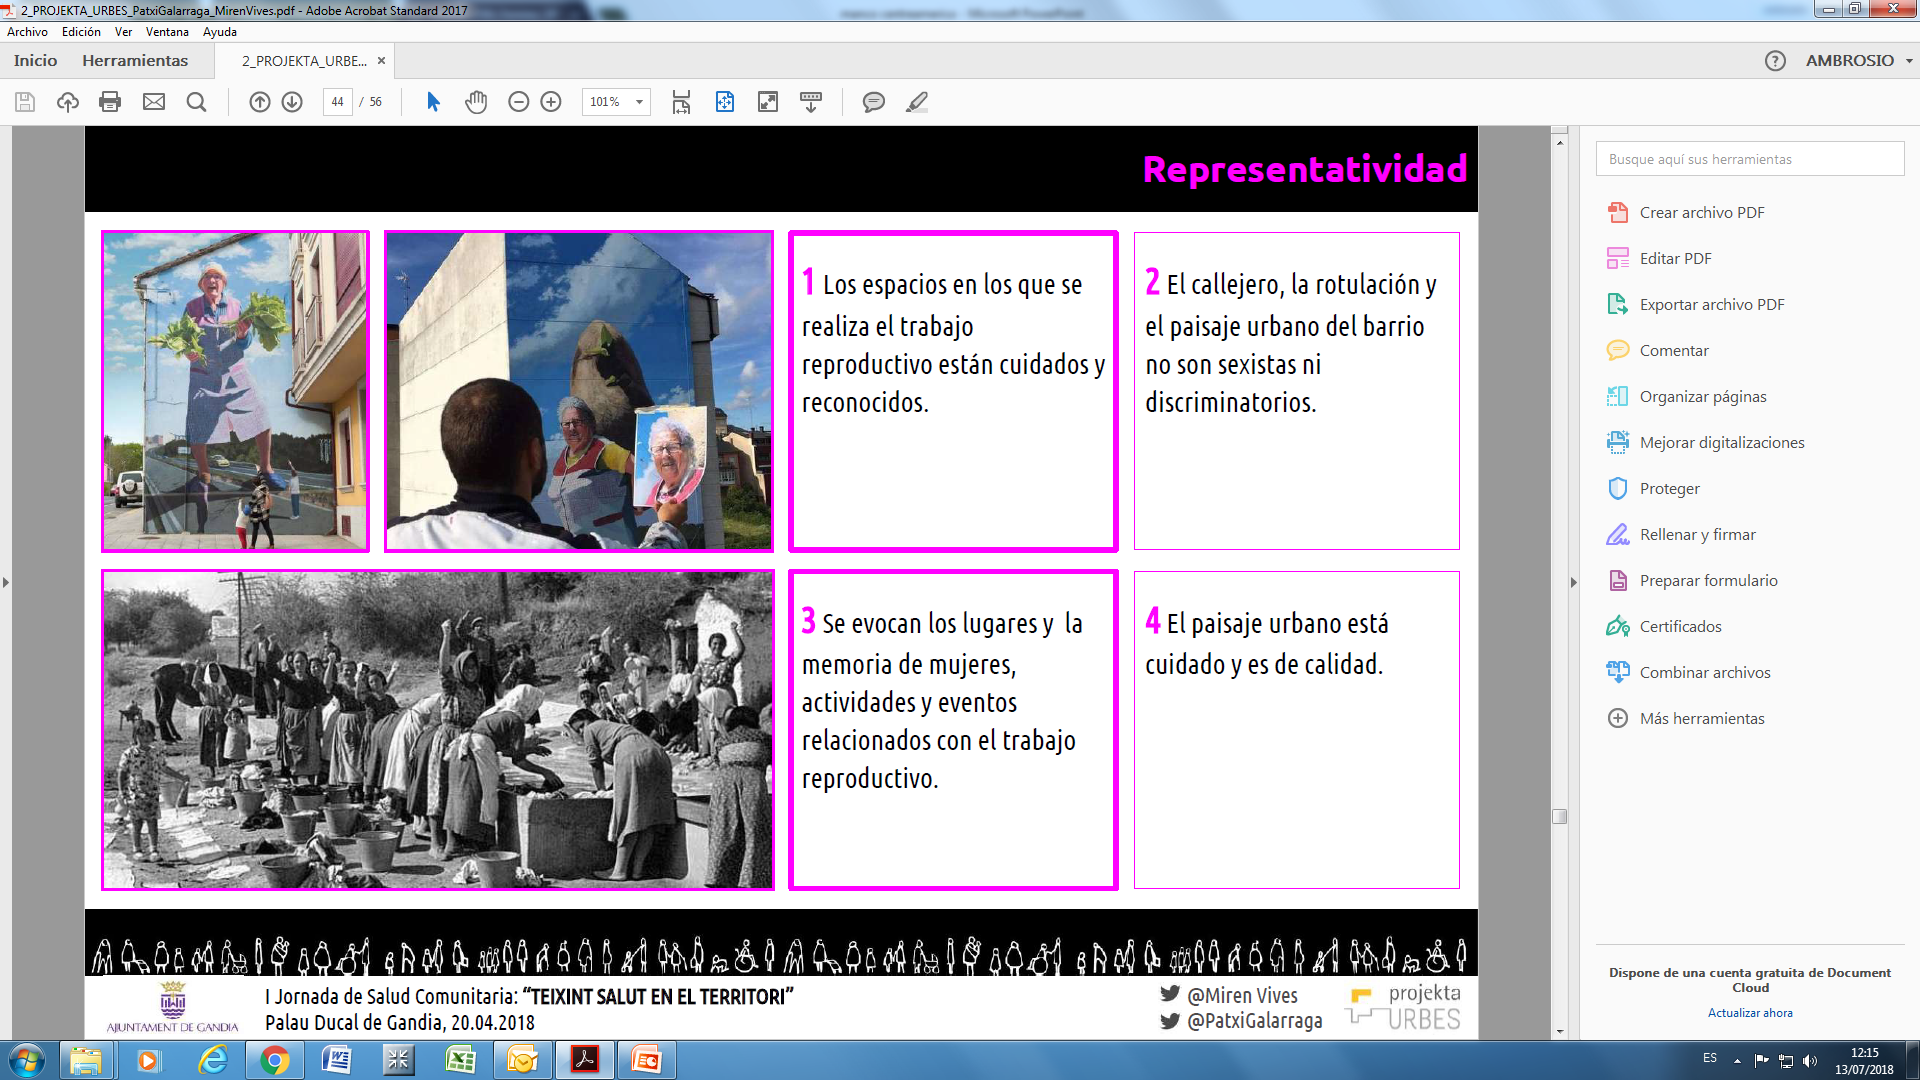 2_PROJEKTA_URBES_PatxiGalarraga_MirenVives.pdf - Adobe Acrobat Standard 2017
Archivo Edición Ver Ventana Ayuda
Inicio Herramientas 2_PROJEKTA_URBE... × AMBROSIO
44 / 56 101%
Representatividad
1 Los espacios en los que se
realiza el trabajo
reproductivo están cuidados y
reconocidos.
2 El callejero, la rotulación y
el paisaje urbano del barrio
no son sexistas ni
discriminatorios.
3 Se evocan los lugares y la
memoria de mujeres,
actividades y eventos
relacionados con el trabajo
reproductivo.
4 El paisaje urbano está
cuidado y es de calidad.
AJUNTAMENT DE GANDIA
I Jornada de Salud Comunitaria: “TEIXINT SALUT EN EL TERRITORI”
Palau Ducal de Gandia, 20.04.2018
@Miren Vives
@PatxiGalarraga
projekta
URBES
Busque aquí sus herramientas
Crear archivo PDF
Editar PDF
Exportar archivo PDF
Comentar
Organizar páginas
Mejorar digitalizaciones
Proteger
Rellenar y firmar
Preparar formulario
Certificados
Combinar archivos
Más herramientas
Dispone de una cuenta gratuita de Document
Cloud
Actualizar ahora
ES
12:15
13/07/2018